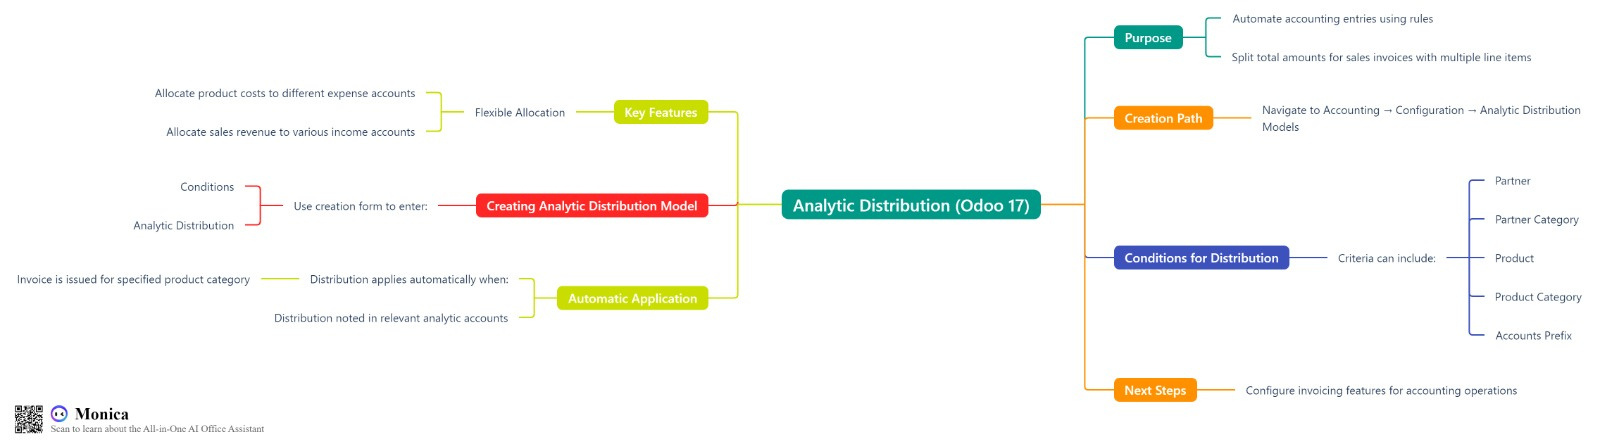 Analytic Distribution (Odoo 17)
Purpose
Automate accounting entries using rules
Split total amounts for sales invoices with multiple line items
Creation Path
Navigate to Accounting → Configuration → Analytic Distribution
Models
Conditions for Distribution
Criteria can include:
Partner
Partner Category
Product
Product Category
Accounts Prefix
Next Steps
Configure invoicing features for accounting operations
Key Features
Flexible Allocation
Allocate product costs to different expense accounts
Allocate sales revenue to various income accounts
Creating Analytic Distribution Model
Use creation form to enter:
Conditions
Analytic Distribution
Automatic Application
Distribution applies automatically when:
Invoice is issued for specified product category
Distribution noted in relevant analytic accounts
Monica
Scan to learn about the All-in-One AI Office Assistant